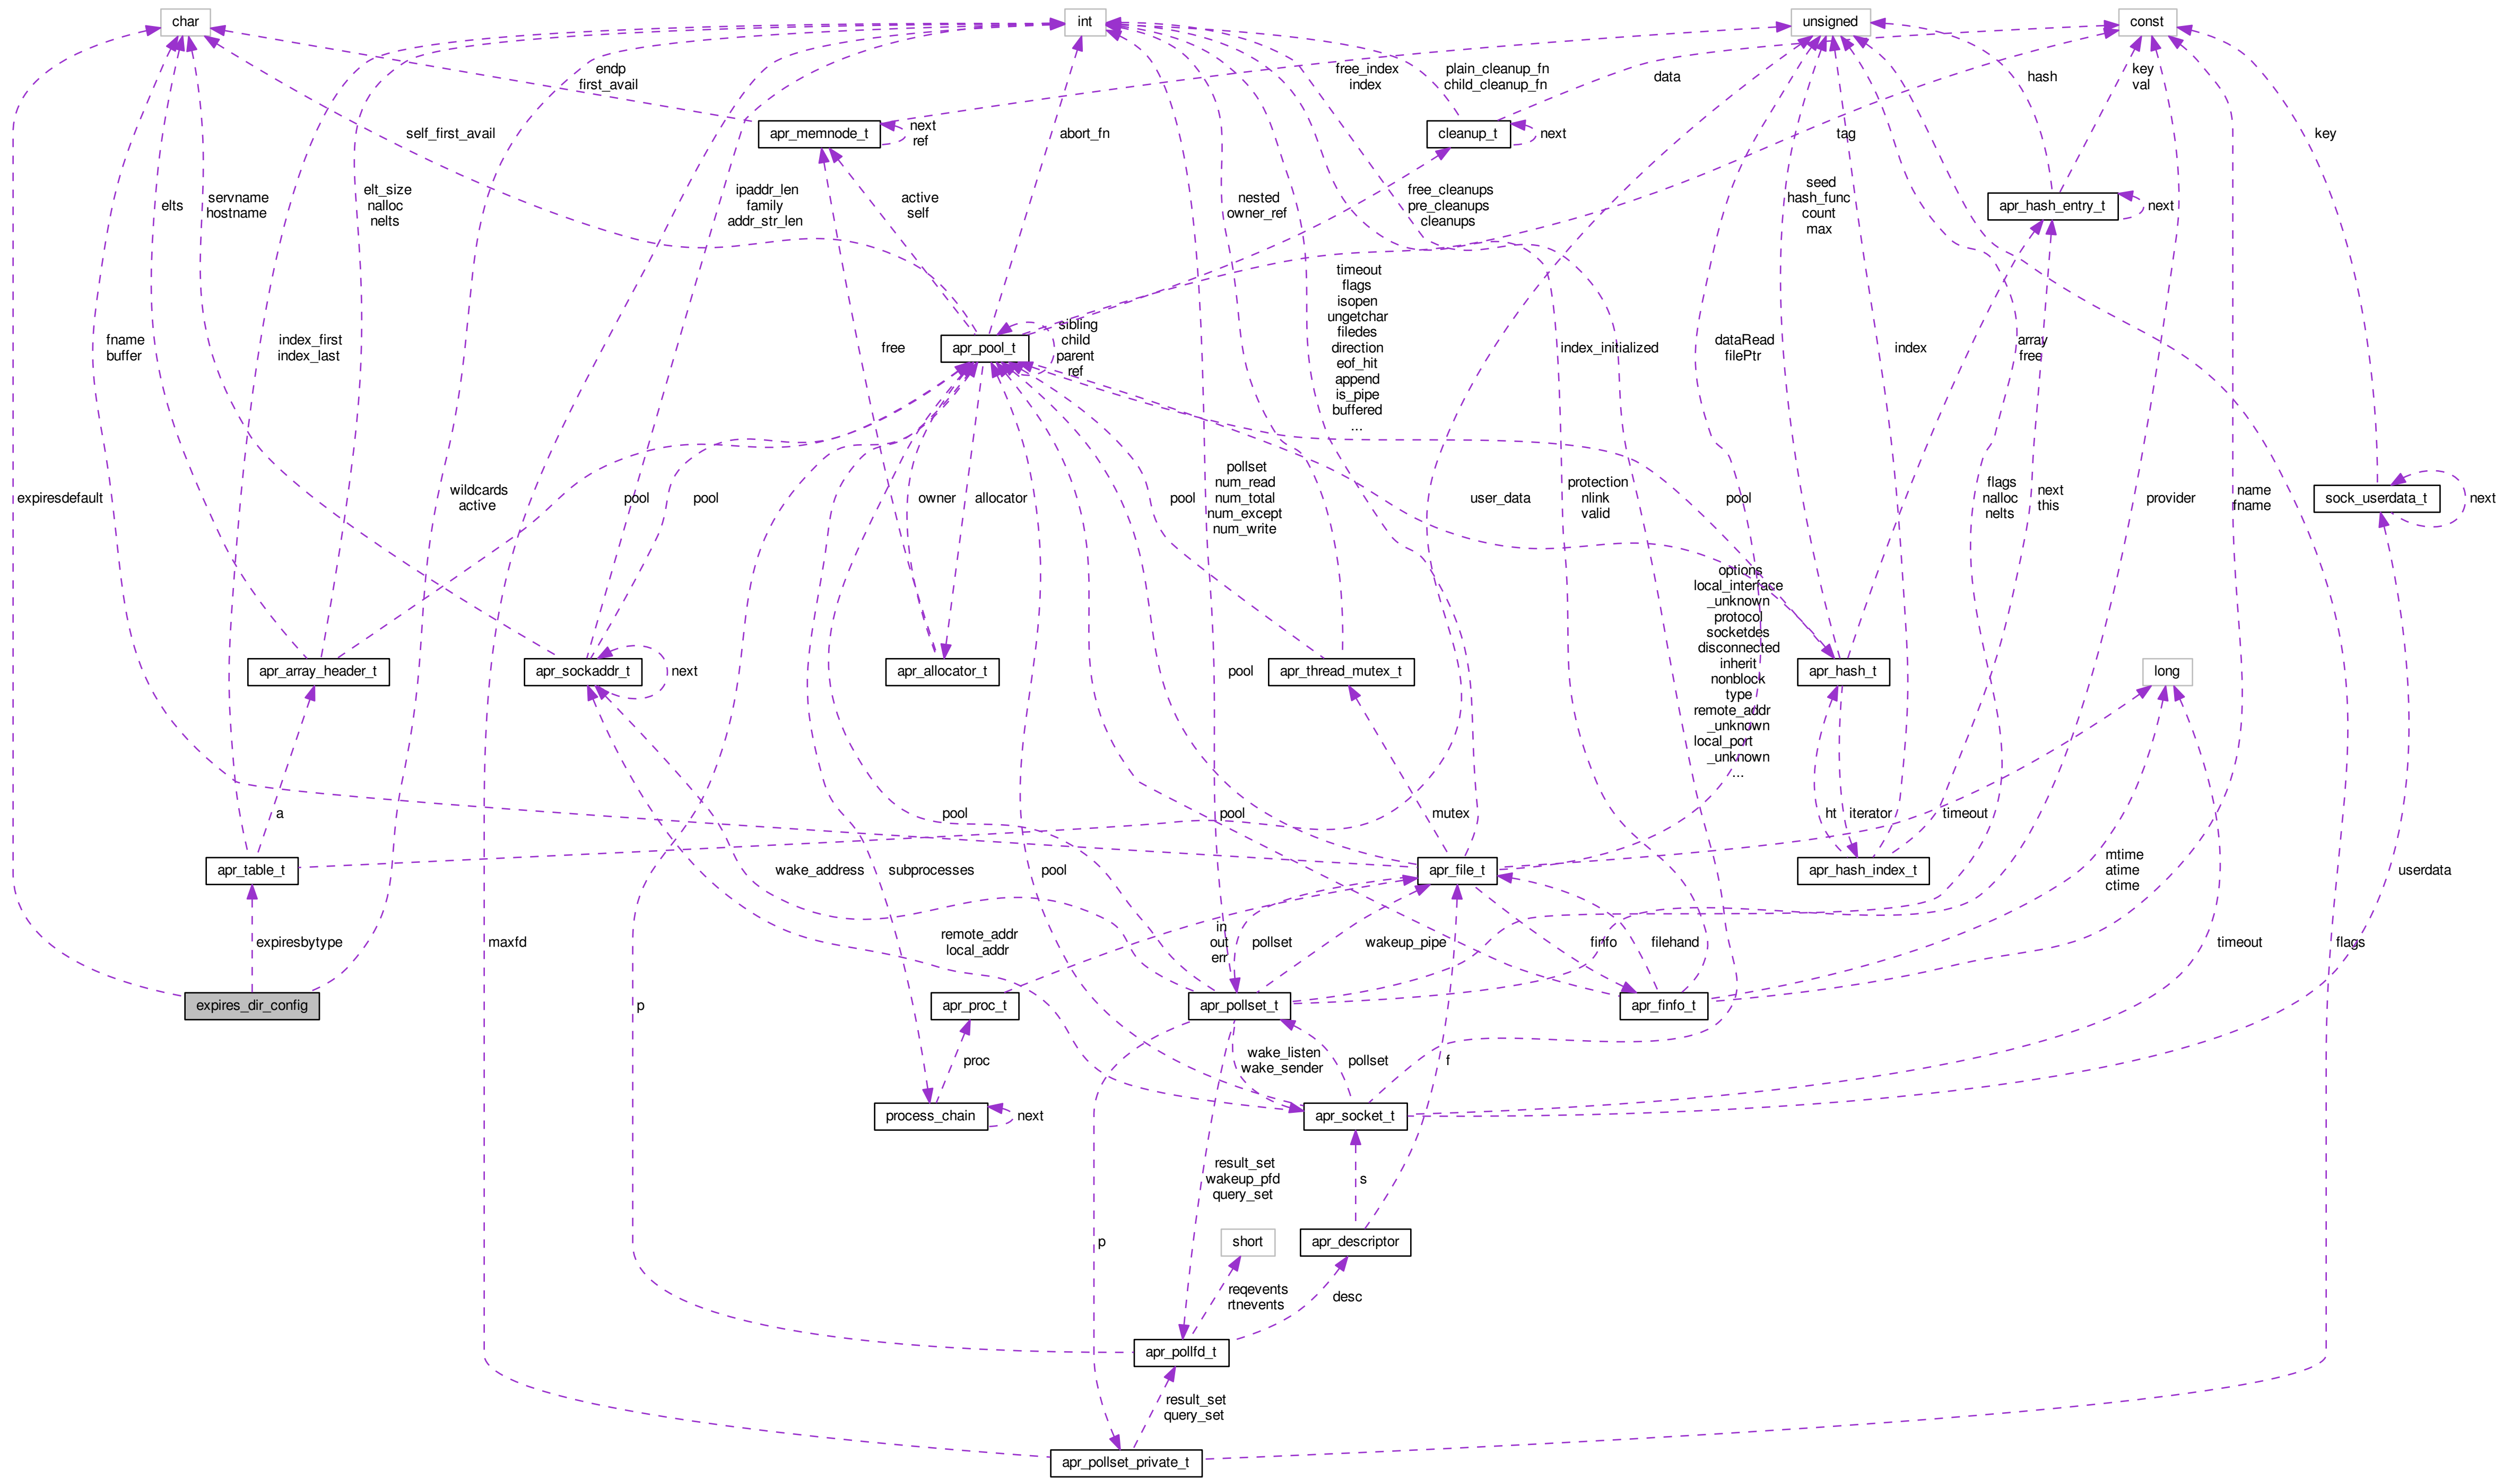 char
int
unsigned
const
endp
first_avail
free_index
index
plain_cleanup_fn
child_cleanup_fn
data
hash
key
val
self_first_avail
apr_memnode_t
next
ref
abort_fn
cleanup_t
next
tag
key
servname
hostname
elts
elt_size
nalloc
nelts
ipaddr_len
family
addr_str_len
active
self
nested
owner_ref
free_cleanups
pre_cleanups
cleanups
seed
hash_func
count
max
apr_hash_entry_t
next
fname
buffer
index_first
index_last
free
apr_pool_t
sibling
child
parent
ref
timeout
flags
isopen
ungetchar
filedes
direction
eof_hit
append
is_pipe
buffered
...
index_initialized
dataRead
filePtr
index
array
free
expiresdefault
wildcards
active
pool
pool
owner
allocator
pool
pollset
num_read
num_total
num_except
num_write
user_data
protection
nlink
valid
pool
flags
nalloc
nelts
next
this
provider
name
fname
sock_userdata_t
next
apr_array_header_t
apr_sockaddr_t
next
apr_allocator_t
pool
apr_thread_mutex_t
options
local_interface
_unknown
protocol
socketdes
disconnected
inherit
nonblock
type
remote_addr
_unknown
local_port
_unknown
...
apr_hash_t
long
a
pool
pool
mutex
ht
iterator
timeout
apr_table_t
wake_address
subprocesses
pool
apr_file_t
apr_hash_index_t
mtime
atime
ctime
userdata
expiresbytype
maxfd
remote_addr
local_addr
in
out
err
pollset
wakeup_pipe
finfo
filehand
timeout
flags
expires_dir_config
p
apr_proc_t
apr_pollset_t
apr_finfo_t
proc
wake_listen
wake_sender
pollset
f
process_chain
next
apr_socket_t
result_set
wakeup_pfd
query_set
s
p
short
apr_descriptor
reqevents
rtnevents
desc
apr_pollfd_t
result_set
query_set
apr_pollset_private_t